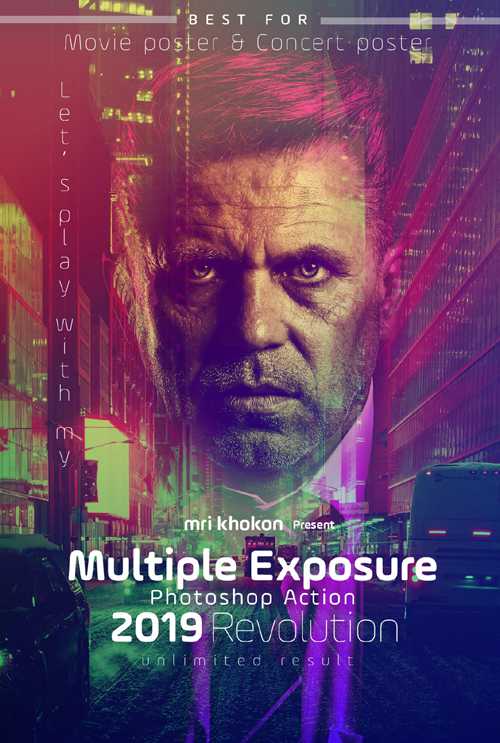 BEST FOR
Movie poster & Concert poster
Let's play with my
mri khokon Present
Multiple Exposure
Photoshop Action
2019 Revolution
unlimited result